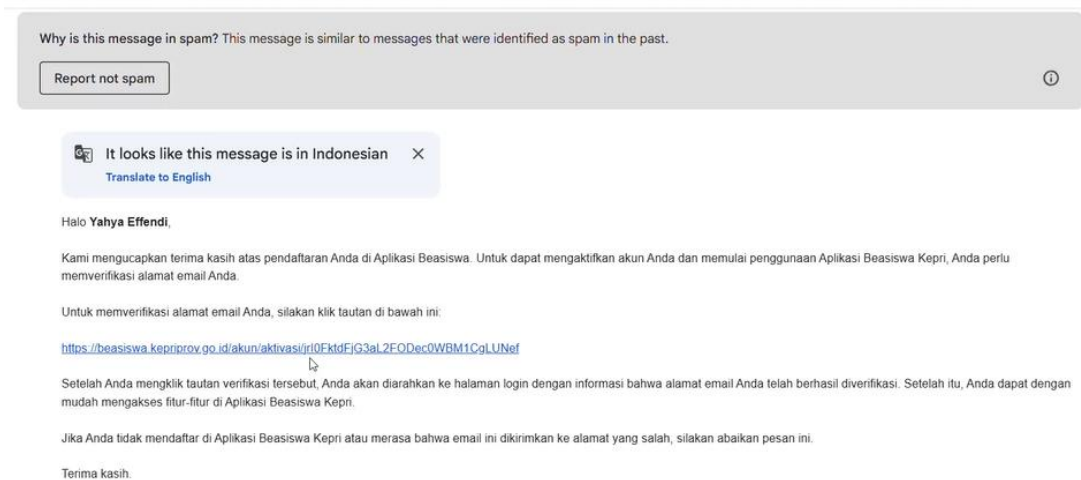 Why is this message in spam? This message is similar to messages that were identified as spam in the past.
Report not spam
It looks like this message is in Indonesian
Translate to English
Halo Yahya Effendi,
Kami mengucapkan terima kasih atas pendaftaran Anda di Aplikasi Beasiswa. Untuk dapat mengaktifkan akun Anda dan memulai penggunaan Aplikasi Beasiswa Kepri, Anda perlu
memverifikasi alamat email Anda.
Untuk memverifikasi alamat email Anda, silakan klik tautan di bawah ini:
https://beasiswa.kepriprov.go.id/akun/aktivasi/jrI0FktdFjG3aL2FODec0WBM1CgLUNef
Setelah Anda mengklik tautan verifikasi tersebut, Anda akan diarahkan ke halaman login dengan informasi bahwa alamat email Anda telah berhasil diverifikasi. Setelah itu, Anda dapat dengan
mudah mengakses fitur-fitur di Aplikasi Beasiswa Kepri.
Jika Anda tidak mendaftar di Aplikasi Beasiswa Kepri atau merasa bahwa email ini dikirimkan ke alamat yang salah, silakan abaikan pesan ini.
Terima kasih.